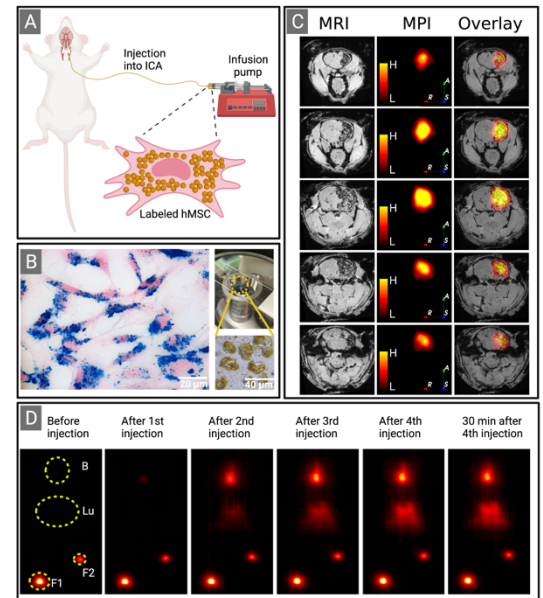 A
Injection
into ICA
Infusion
pump
Labeled hMSC
B
20 µm
40 µm
C
MRI
MPI
Overlay
H
L
R
A
S
A
S
R
H
L
R
A
S
A
S
R
H
L
R
A
S
A
S
R
H
L
R
A
S
A
S
R
H
L
R
A
S
A
S
R
D
Before
injection
After 1st
injection
After 2nd
injection
After 3rd
injection
After 4th
injection
30 min after
4th injection
B
Lu
F2
F1